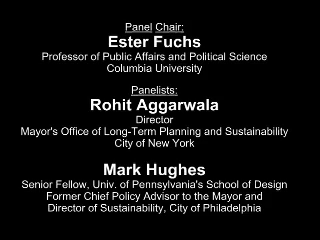 Panel Chair:
Ester Fuchs
Professor of Public Affairs and Political Science
Columbia University
Panelists:
Rohit Aggarwala
Director
Mayor's Office of Long-Term Planning and Sustainability
City of New York
Mark Hughes
Senior Fellow, Univ. of Pennsylvania's School of Design
Former Chief Policy Advisor to the Mayor and
Director of Sustainability, City of Philadelphia